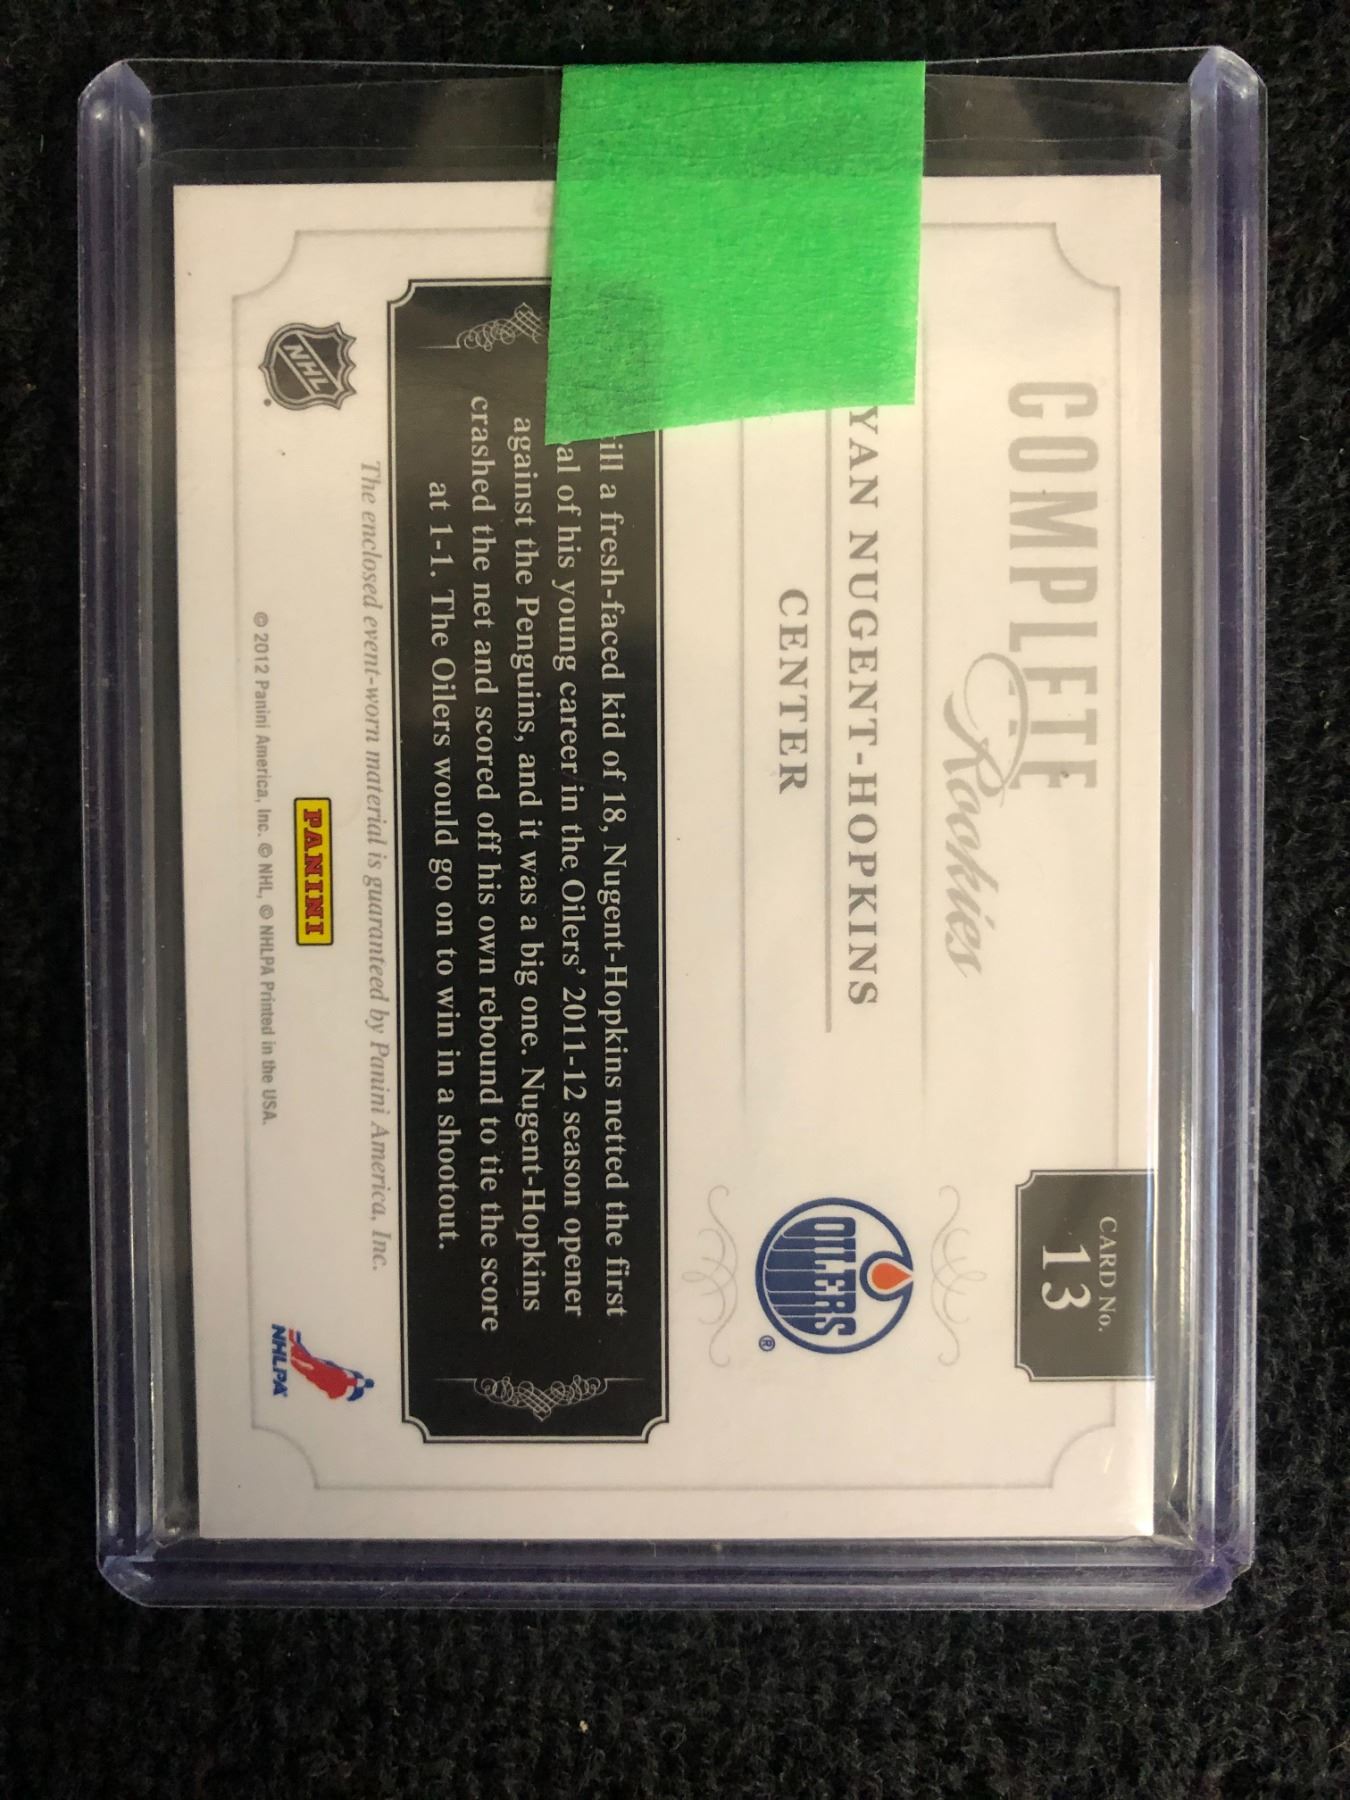 COMPLETE
Rookies
CARD No.
13
YAN NUGENT-HOPKINS
CENTER
OILERS
®
ill a fresh-faced kid of 18, Nugent-Hopkins netted the first
al of his young career in the Oilers' 2011-12 season opener
against the Penguins, and it was a big one. Nugent-Hopkins
crashed the net and scored off his own rebound to tie the score
at 1-1. The Oilers would go on to win in a shootout.
The enclosed event-worn material is guaranteed by Panini America, Inc.
NHL
PANINI
NHLPA
© 2012 Panini America, Inc. © NHL, © NHLPA Printed in the USA.